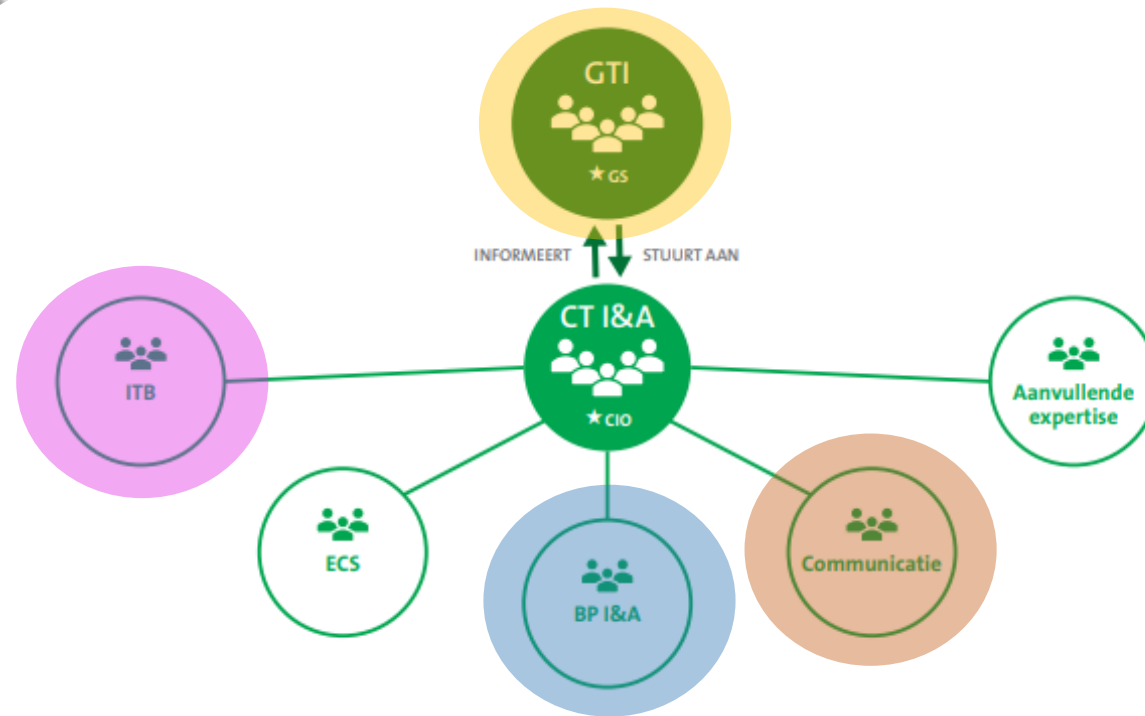 GTI
★ GS
INFORMEERT
STUURT AAN
CT I&A
★ CIO
ITB
Aanvullende
expertise
ECS
Communicatie
BP I&A